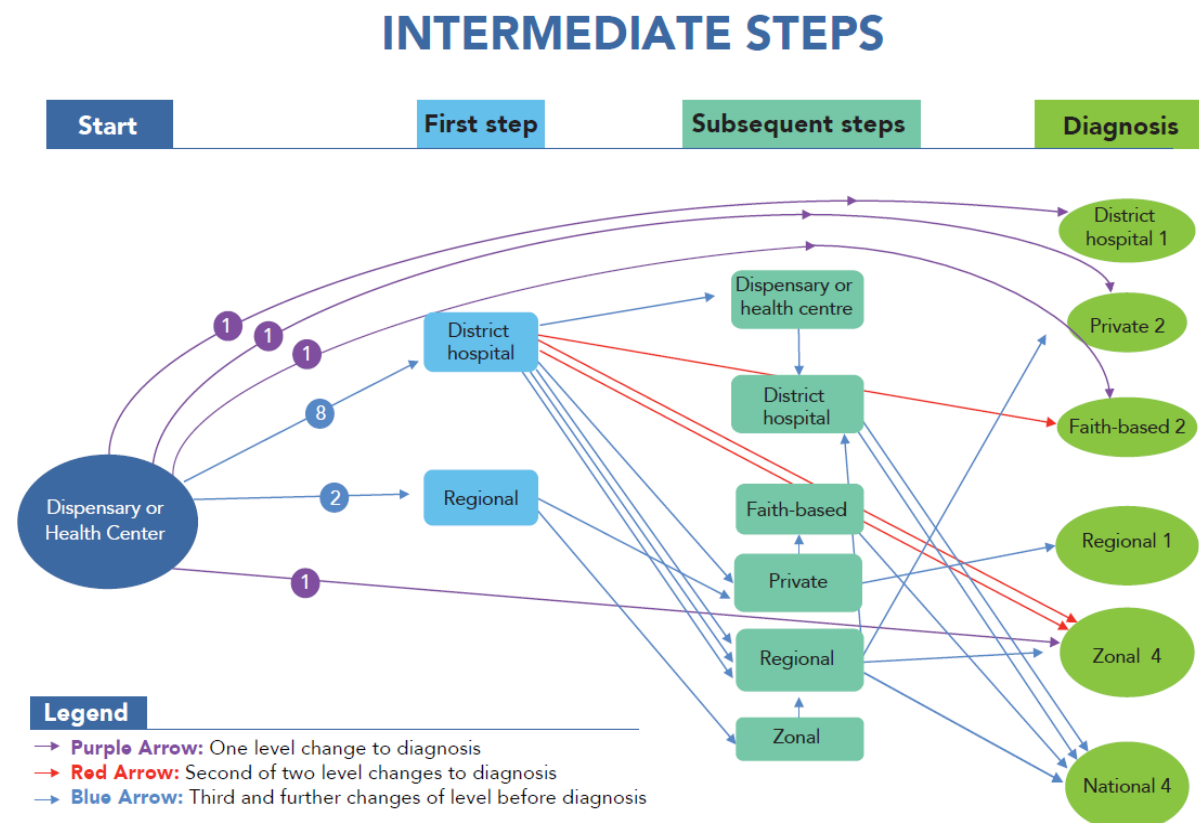 INTERMEDIATE STEPS
Start
First step
Subsequent steps
Diagnosis
District
hospital 1
Dispensary or
health centre
1
1
1
District
hospital
Private 2
8
District
hospital
Faith-based 2
Dispensary or
Health Center
2
Regional
Faith-based
Regional 1
Private
1
Regional
Zonal 4
Zonal
National 4
Legend
Purple Arrow: One level change to diagnosis
Red Arrow: Second of two level changes to diagnosis
Blue Arrow: Third and further changes of level before diagnosis